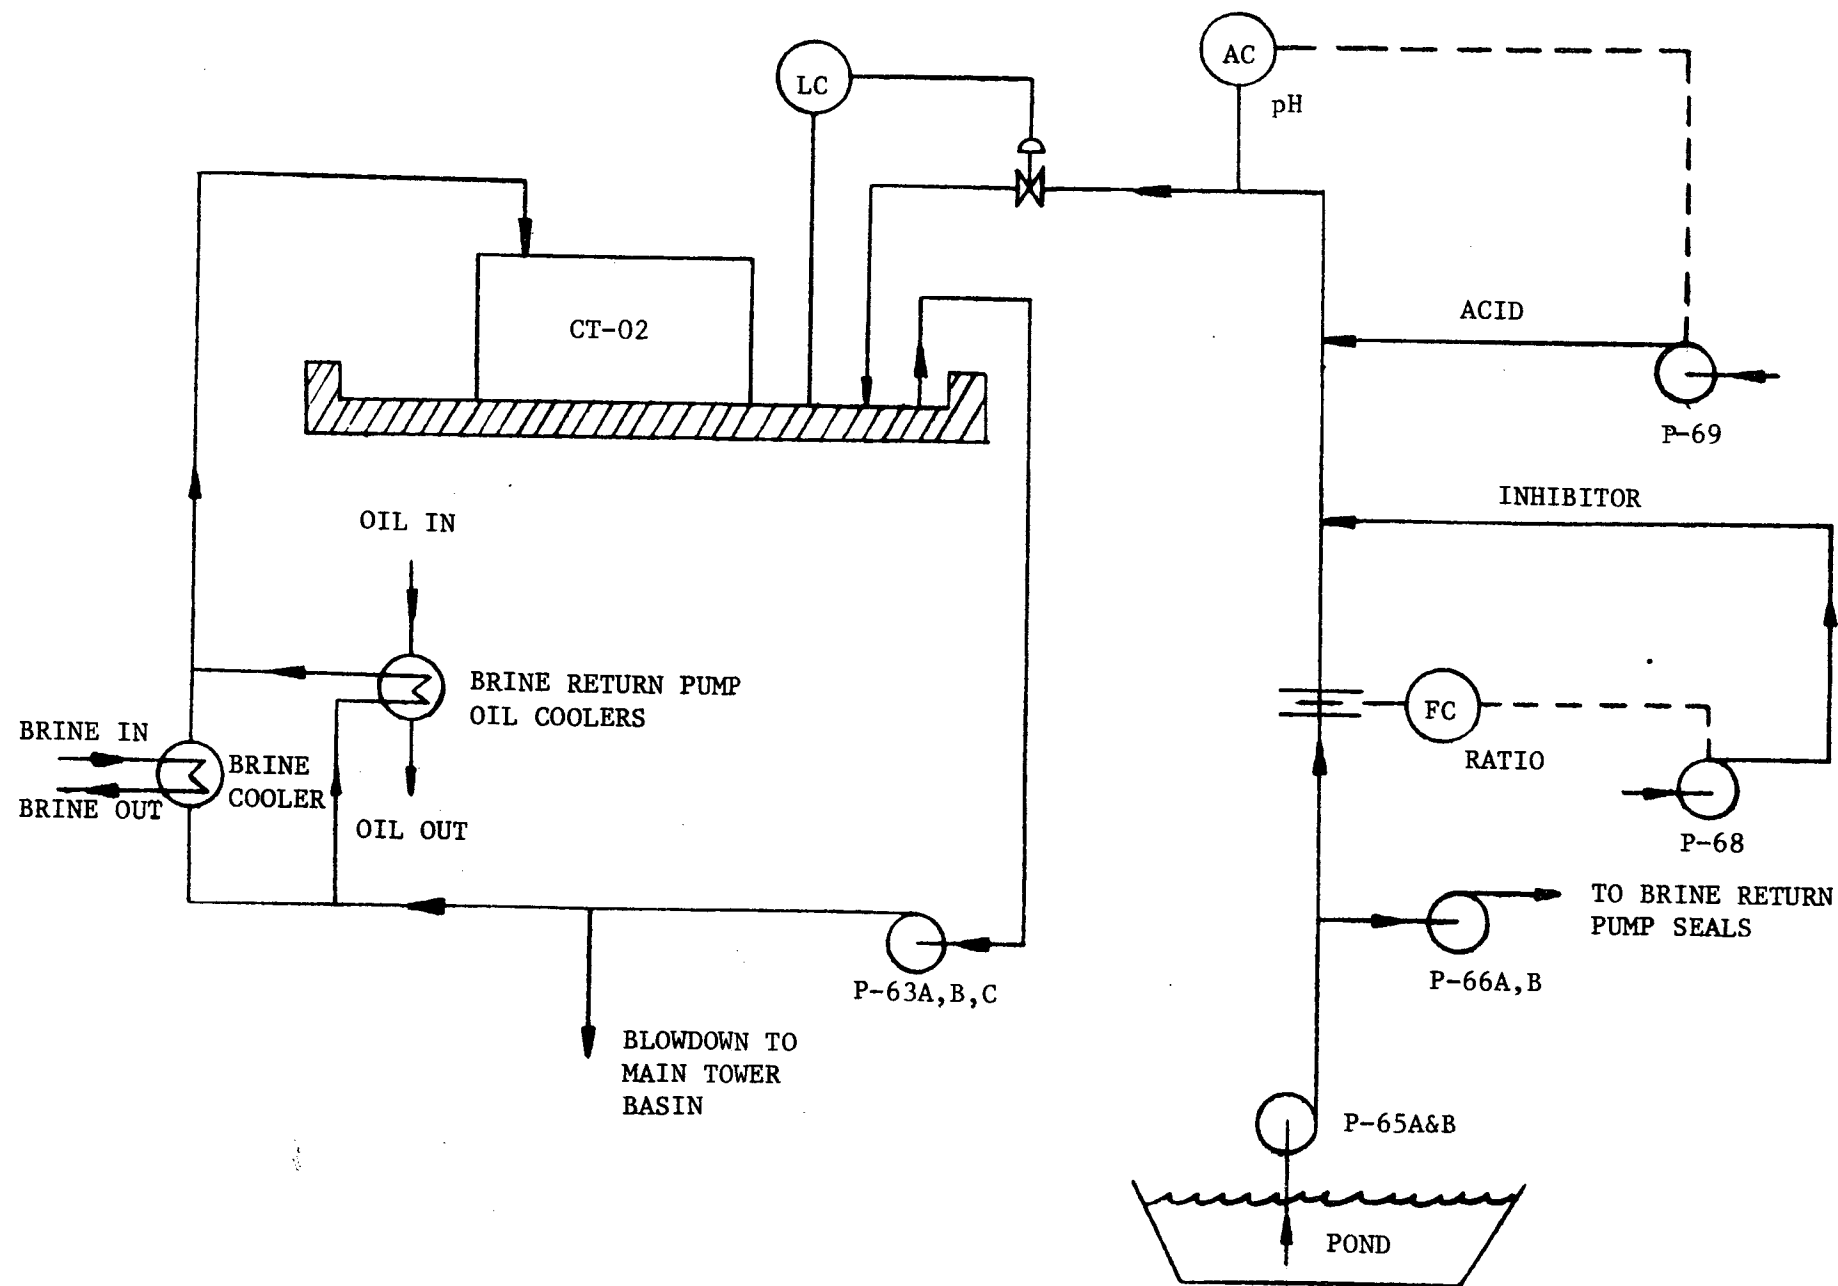 AC
LC
pH
CT-02
ACID
P-69
INHIBITOR
OIL IN
BRINE RETURN PUMP
OIL COOLERS
FC
RATIO
BRINE IN
BRINE
COOLER
BRINE OUT
OIL OUT
P-68
TO BRINE RETURN
PUMP SEALS
P-66A,B
P-63A,B,C
BLOWDOWN TO
MAIN TOWER
BASIN
P-65A&B
POND